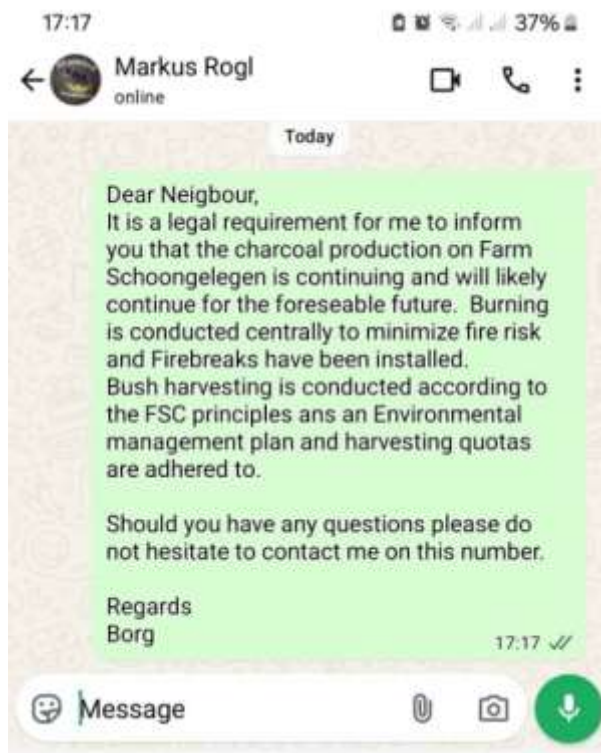 17:17
37%
Markus Rogl
online
Today
Dear Neigbour,
It is a legal requirement for me to inform
you that the charcoal production on Farm
Schoongelegen is continuing and will likely
continue for the foreseable future. Burning
is conducted centrally to minimize fire risk
and Firebreaks have been installed.
Bush harvesting is conducted according to
the FSC principles ans an Environmental
management plan and harvesting quotas
are adhered to.
Should you have any questions please do
not hesitate to contact me on this number.
Regards
Borg
17:17
Message